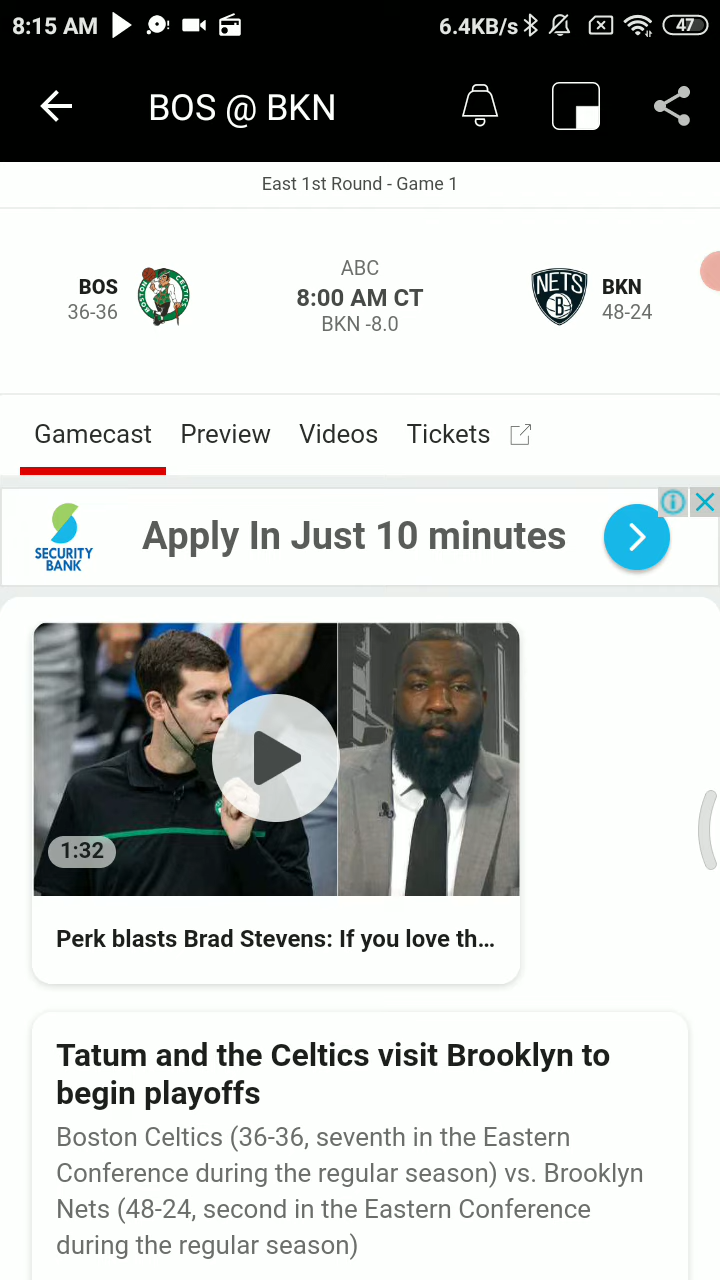 8:15 AM
6.4KB/s
47
BOS @ BKN
East 1st Round - Game 1
BOS
36-36
ABC
8:00 AM CT
BKN -8.0
NETS
B
BKN
48-24
BOSTON CELTICS
Gamecast Preview Videos Tickets
SECURITY
BANK
Apply In Just 10 minutes
1:32
Perk blasts Brad Stevens: If you love th...
Tatum and the Celtics visit Brooklyn to
begin playoffs
Boston Celtics (36-36, seventh in the Eastern
Conference during the regular season) vs. Brooklyn
Nets (48-24, second in the Eastern Conference
during the regular season)